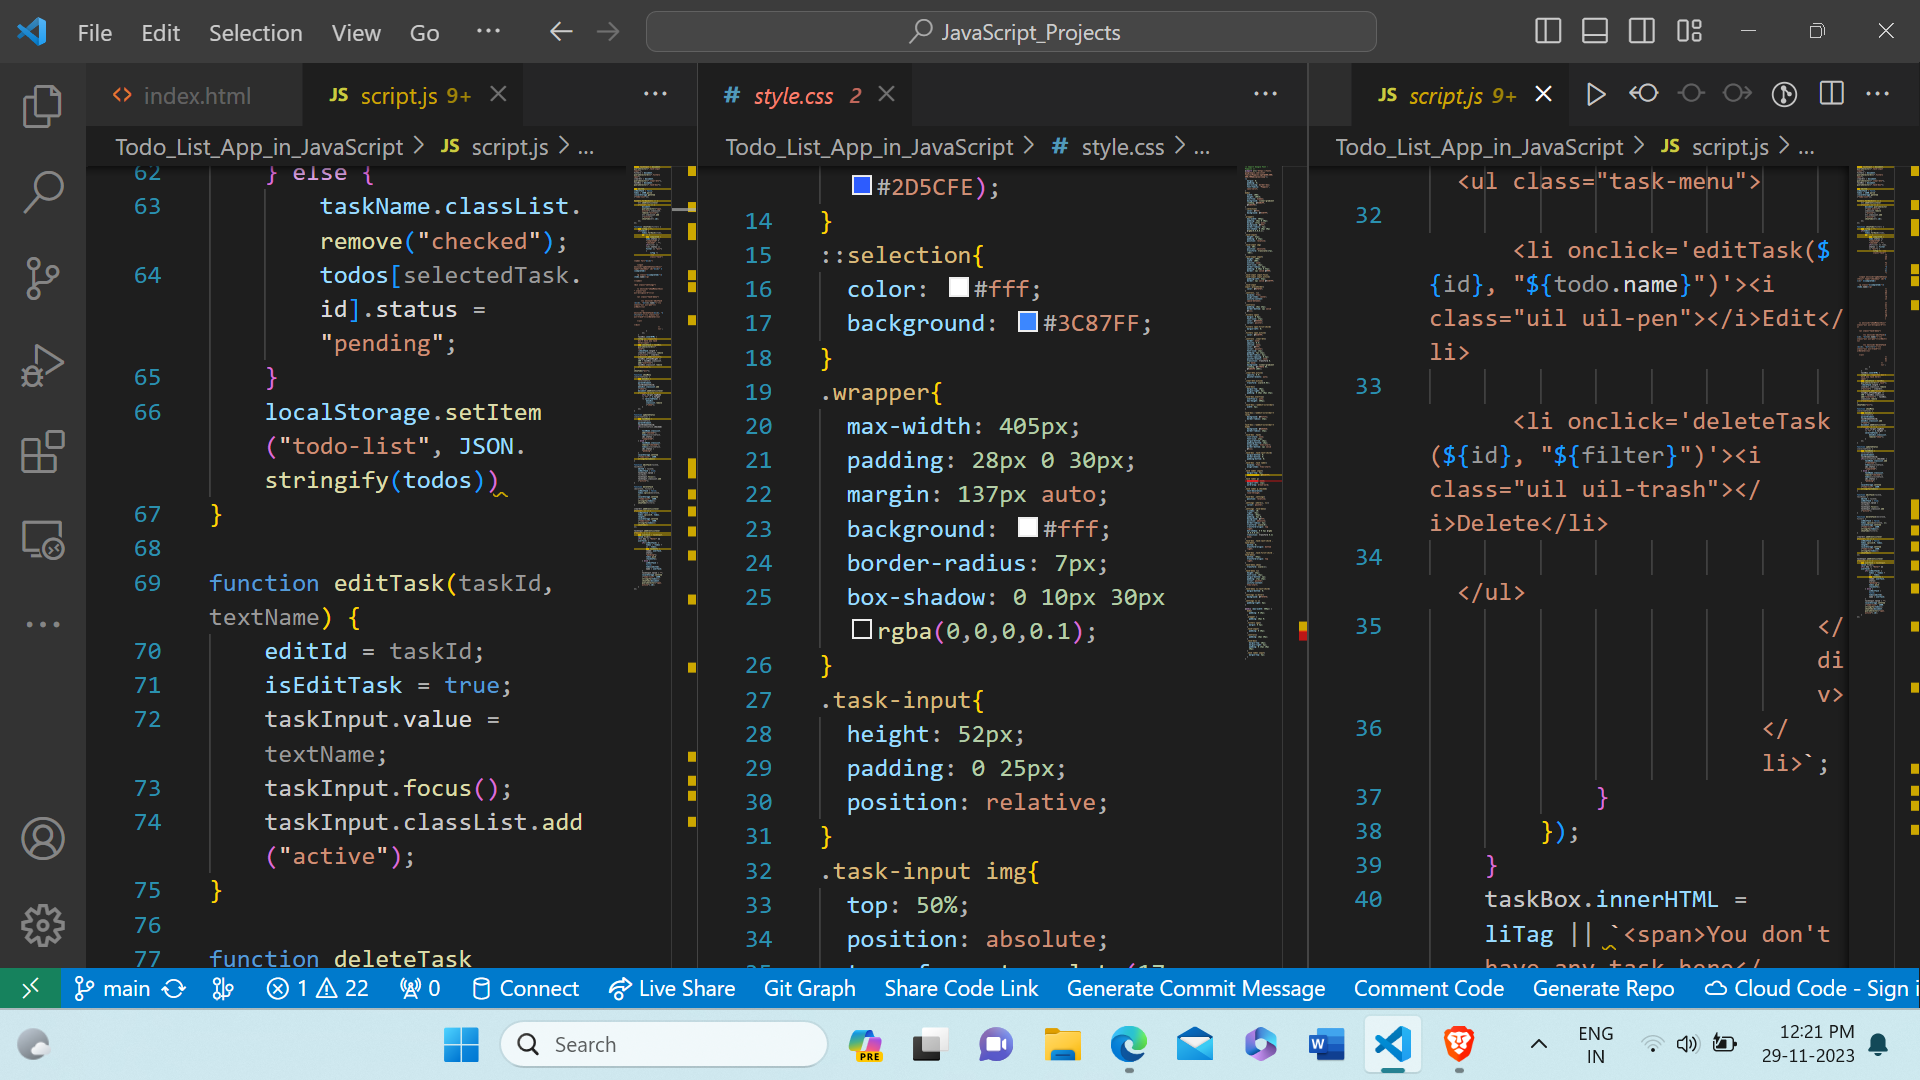 File Edit Selection View Go ... JavaScript_Projects
index.html JS script.js 9+
Todo_List_App_in_JavaScript > JS script.js > ...
62 } else {
63 taskName.classList.
remove("checked");
64 todos[selectedTask.
id].status =
"pending";
65 }
66 localStorage.setItem
("todo-list", JSON.
stringify(todos))
67 }
68
69 function editTask(taskId,
textName) {
70 editId = taskId;
71 isEditTask = true;
72 taskInput.value =
textName;
73 taskInput.focus();
74 taskInput.classList.add
("active");
75 }
76
77 function deleteTask
# style.css 2
Todo_List_App_in_JavaScript > # style.css > ...
#2D5CFE);
14 }
15 ::selection{
16 color: #fff;
17 background: #3C87FF;
18 }
19 .wrapper{
20 max-width: 405px;
21 padding: 28px 0 30px;
22 margin: 137px auto;
23 background: #fff;
24 border-radius: 7px;
25 box-shadow: 0 10px 30px
rgba(0,0,0,0.1);
26 }
27 .task-input{
28 height: 52px;
29 padding: 0 25px;
30 position: relative;
31 }
32 .task-input img{
33 top: 50%;
34 position: absolute;
JS script.js 9+
Todo_List_App_in_JavaScript > JS script.js > ...
<ul class="task-menu">
32
<li onclick='editTask($
{id}, "${todo.name}")'><i
class="uil uil-pen"></i>Edit</
li>
33
<li onclick='deleteTask
(${id}, "${filter}")'><i
class="uil uil-trash"></
i>Delete</li>
34
</ul>
35 </
di
v>
36 </
li>`;
37 }
38 });
39 }
40 taskBox.innerHTML =
liTag || `<span>You don't
have any task here</
main 1 22 0 Connect Live Share Git Graph Share Code Link Generate Commit Message Comment Code Generate Repo Cloud Code - Sign i
Search PRE ENG 12:21 PM
IN 29-11-2023